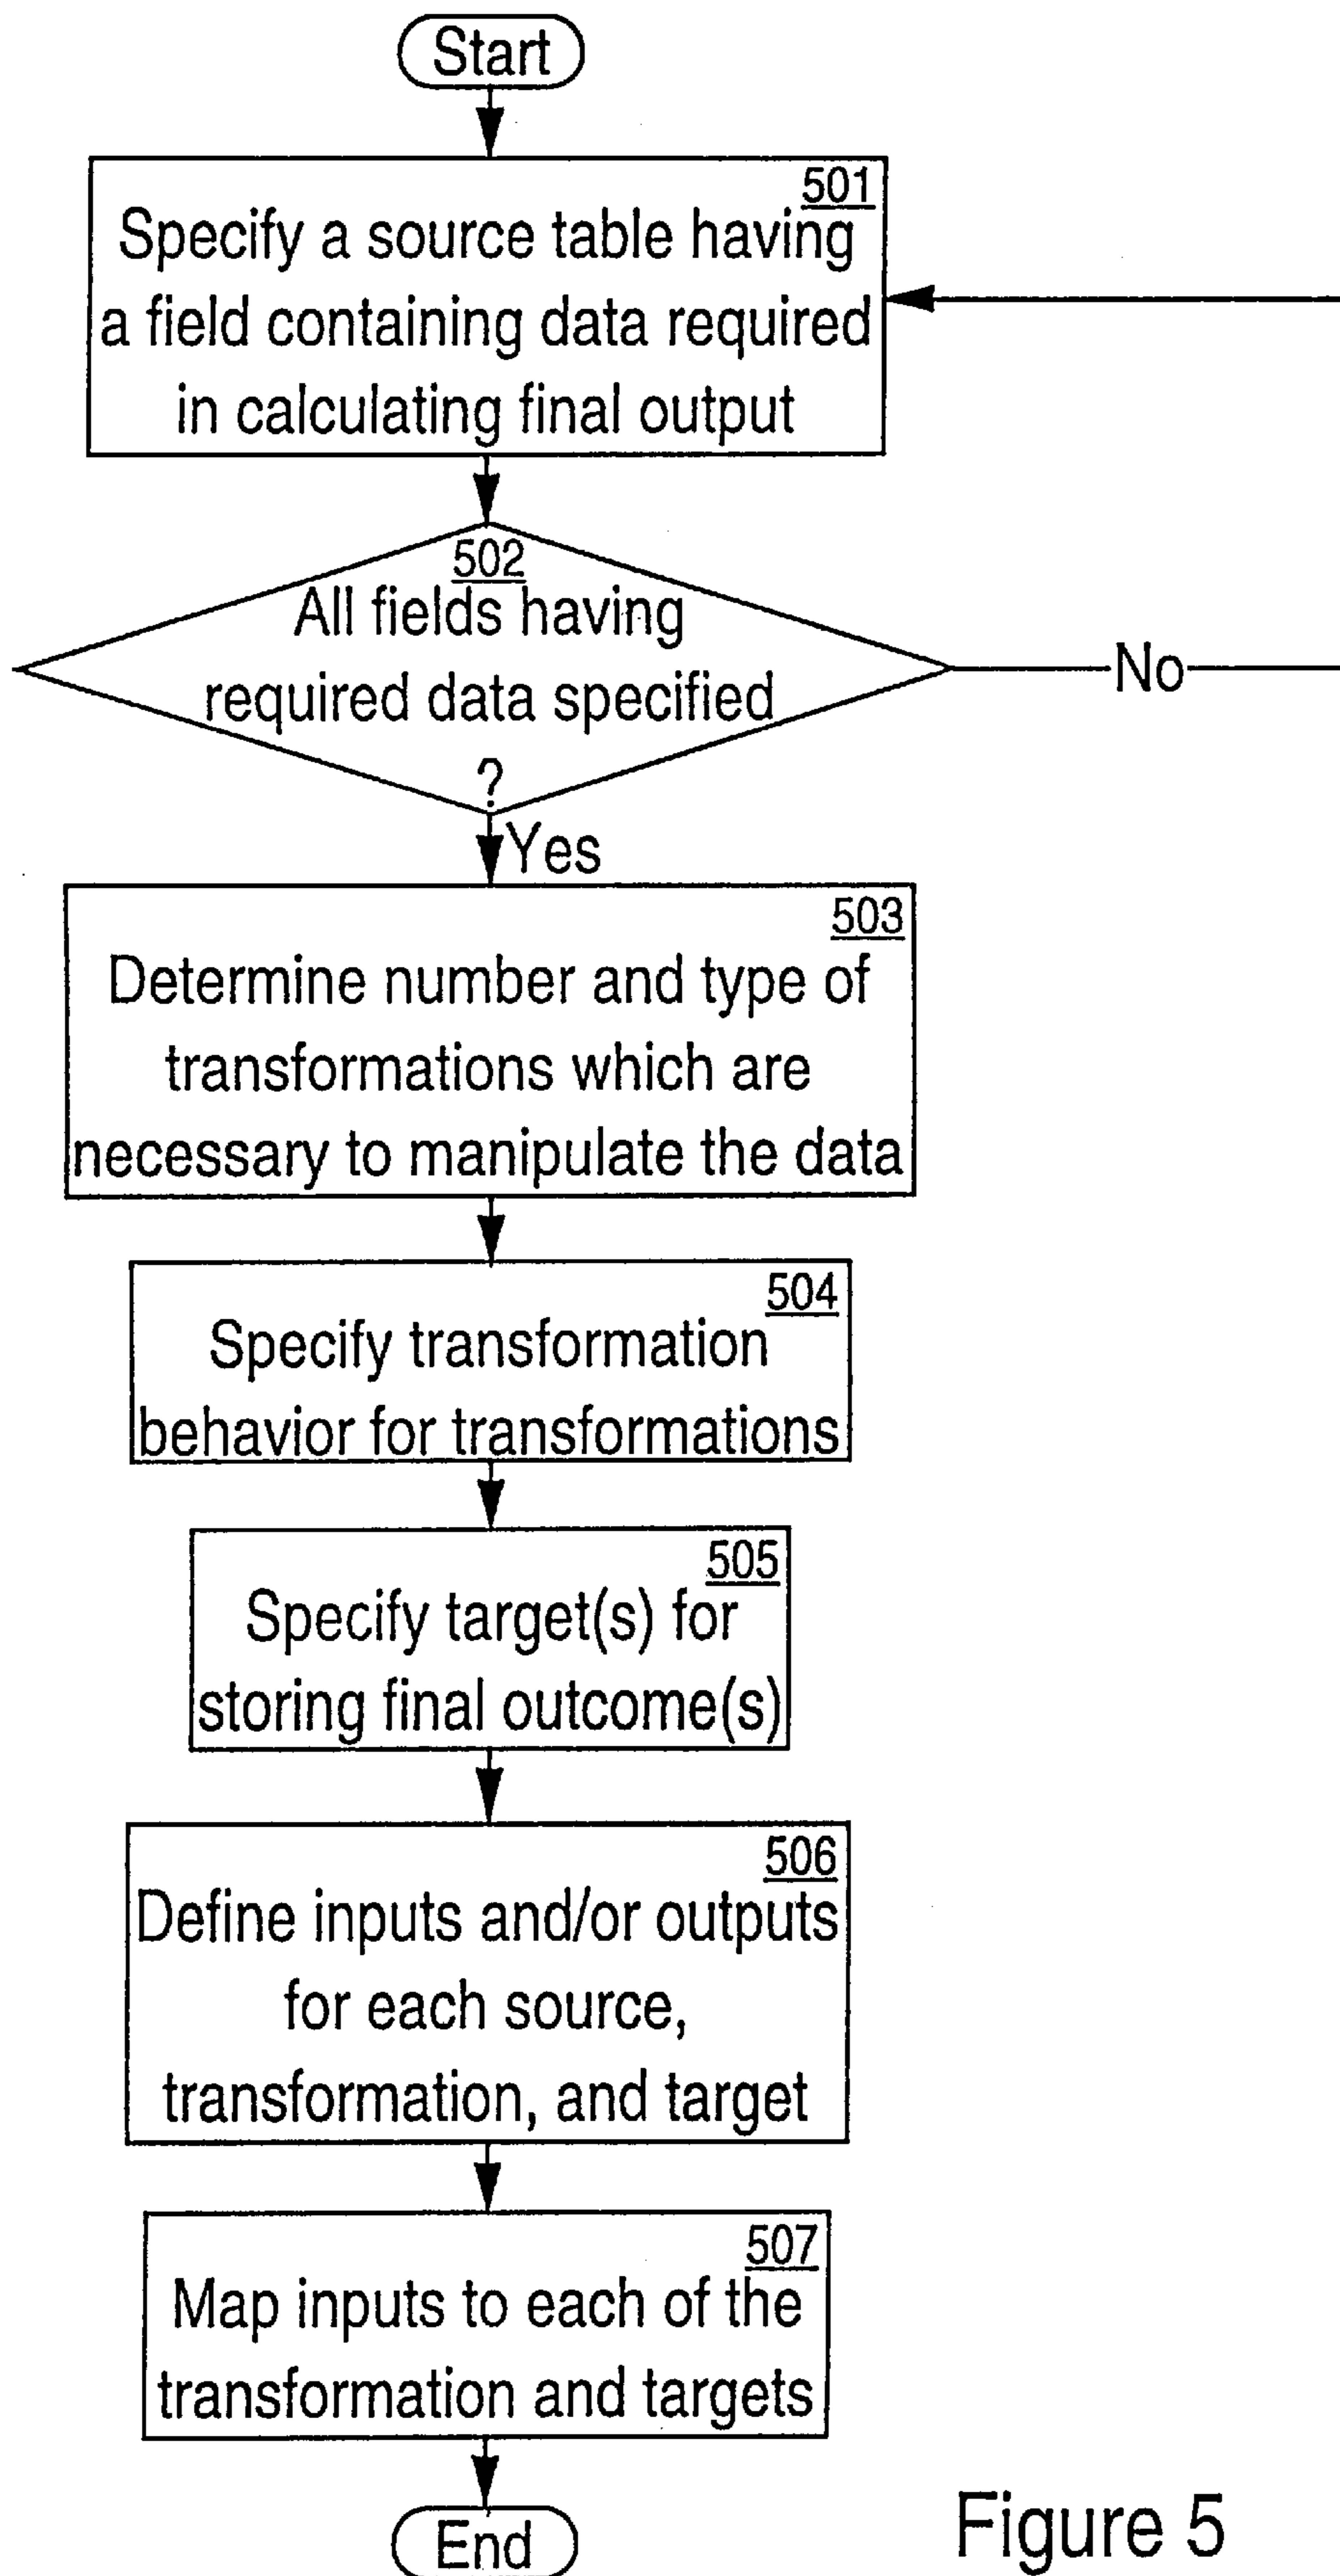 Start
501
Specify a source table having
a field containing data required
in calculating final output
502
All fields having
required data specified
?
No
Yes
503
Determine number and type of
transformations which are
necessary to manipulate the data
504
Specify transformation
behavior for transformations
505
Specify target(s) for
storing final outcome(s)
506
Define inputs and/or outputs
for each source,
transformation, and target
507
Map inputs to each of the
transformation and targets
End
Figure 5